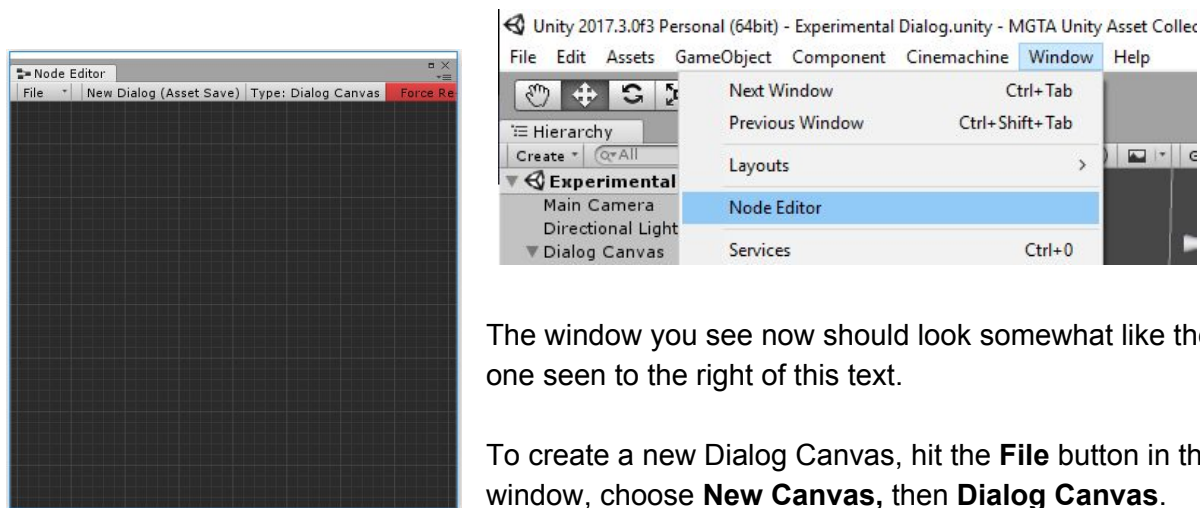 Node Editor
File New Dialog (Asset Save) Type: Dialog Canvas Force Re
Unity 2017.3.0f3 Personal (64bit) - Experimental Dialog.unity - MGTA Unity Asset Collec
File Edit Assets GameObject Component Cinemachine Window Help
Next Window Ctrl+Tab
Previous Window Ctrl+Shift+Tab
Layouts
Node Editor
Services Ctrl+0
Hierarchy
Create All
Experimental
Main Camera
Directional Light
Dialog Canvas
G
The window you see now should look somewhat like the
one seen to the right of this text.
To create a new Dialog Canvas, hit the File button in th
window, choose New Canvas, then Dialog Canvas.